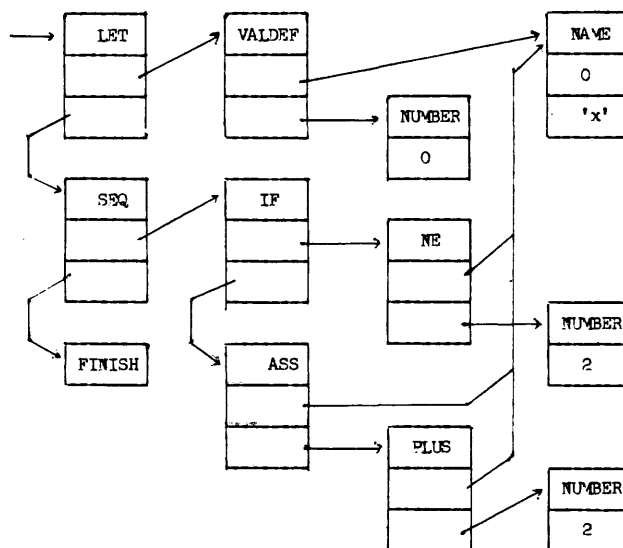 LET VALDEF NAME
0
NUMBER 'x'
0
SEQ IF NE
NUMBER
FINISH ASS 2
PLUS
NUMBER
2